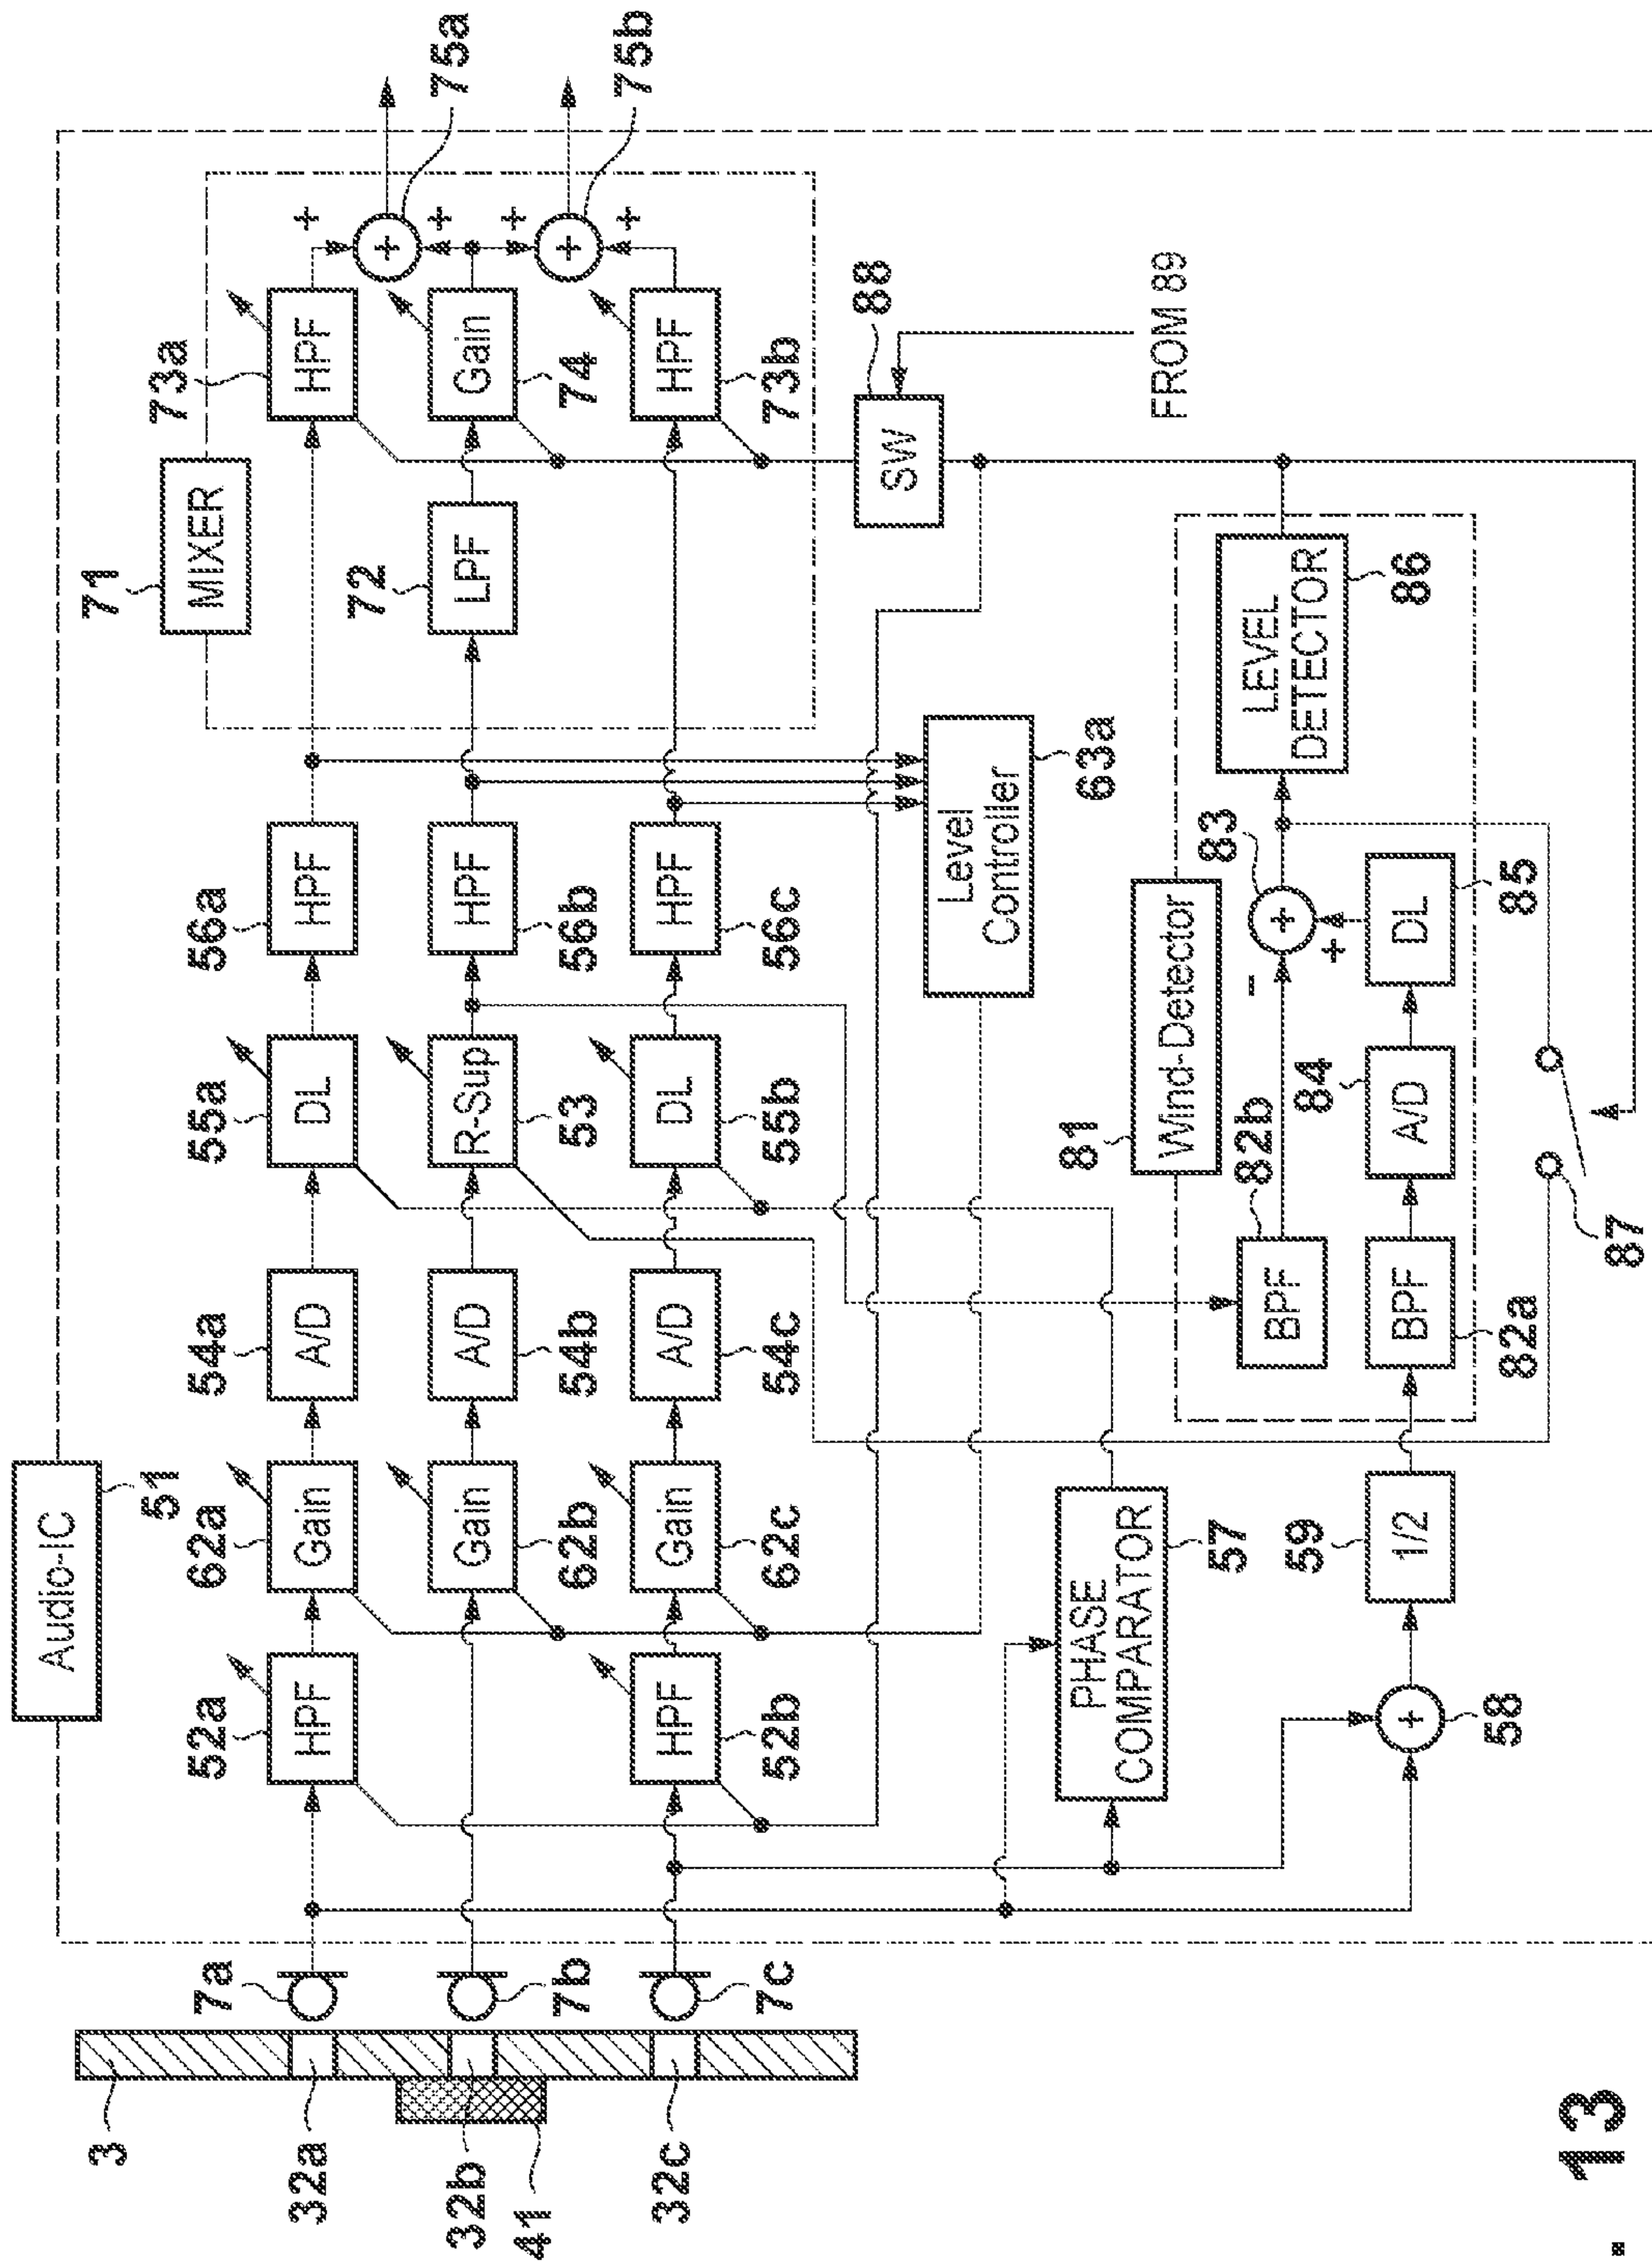 Audio-IC
51
MIXER
71
75a
75b
3
32a
32b
41
32c
7a
7b
7c
52a
HPF
62a
Gain
54a
A/D
55a
DL
56a
HPF
73a
HPF
+
+
+
62b
Gain
54b
A/D
53
R-Sup
56b
HPF
72
LPF
74
Gain
+
+
+
52b
HPF
62c
Gain
54c
A/D
55b
DL
56c
HPF
73b
HPF
Level
Controller
63a
88
SW
FROM 89
PHASE
COMPARATOR
57
81
Wind-Detector
82b
BPF
-
83
+
+
LEVEL
DETECTOR
86
58
+
59
1/2
82a
BPF
84
A/D
85
DL
87
. 13